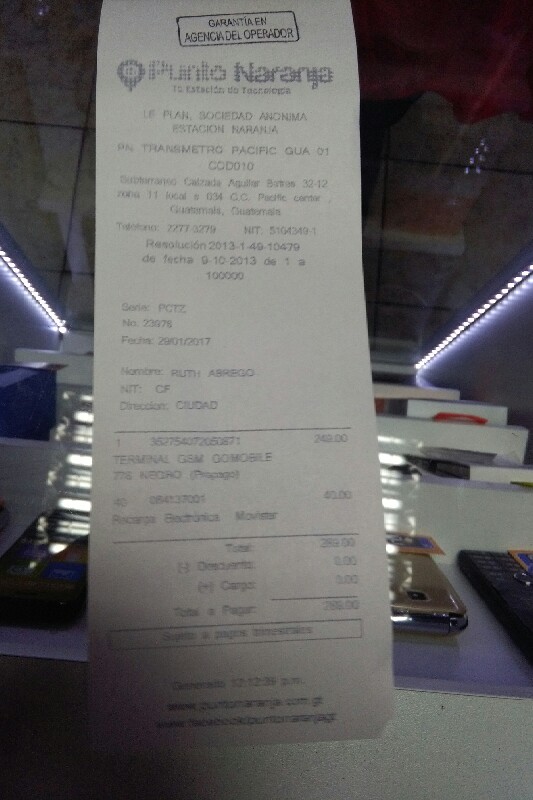 GARANTÍA EN
AGENCIA DEL OPERADOR
Punto Naranja
Tu Estación de Tecnología
LE PLAN, SOCIEDAD ANONIMA
ESTACION NARANJA
PN TRANSMETRO PACIFIC GUA 01
COD010
Subterraneo Calzada Aguilar Batres 32-12
zona 11 local s 034 C.C. Pacific center
Guatemala, Guatemala
Teléfono: 2277-3279 NIT: 5104349-1
Resolución 2013-1-49-10479
de fecha 9-10-2013 de 1 a
100000
Serie: PCTZ
No: 23976
Fecha: 29/01/2017
Nombre: RUTH ABREGO
NIT: CF
Direccion: CIUDAD
1 352754072050871 249.00
TERMINAL GSM GOMOBILE
776 NEGRO (Prepago)
40 084137001 40.00
Recarga Electrónica Movistar
Total: 289.00
(-) Descuento: 0.00
(+) Cargo: 0.00
Total a Pagar: 289.00
Sujeto a pagos trimestrales
Generado 12:12:39 p.m.
www.puntonaranja.com.gt
www.facebook/puntonaranjagt